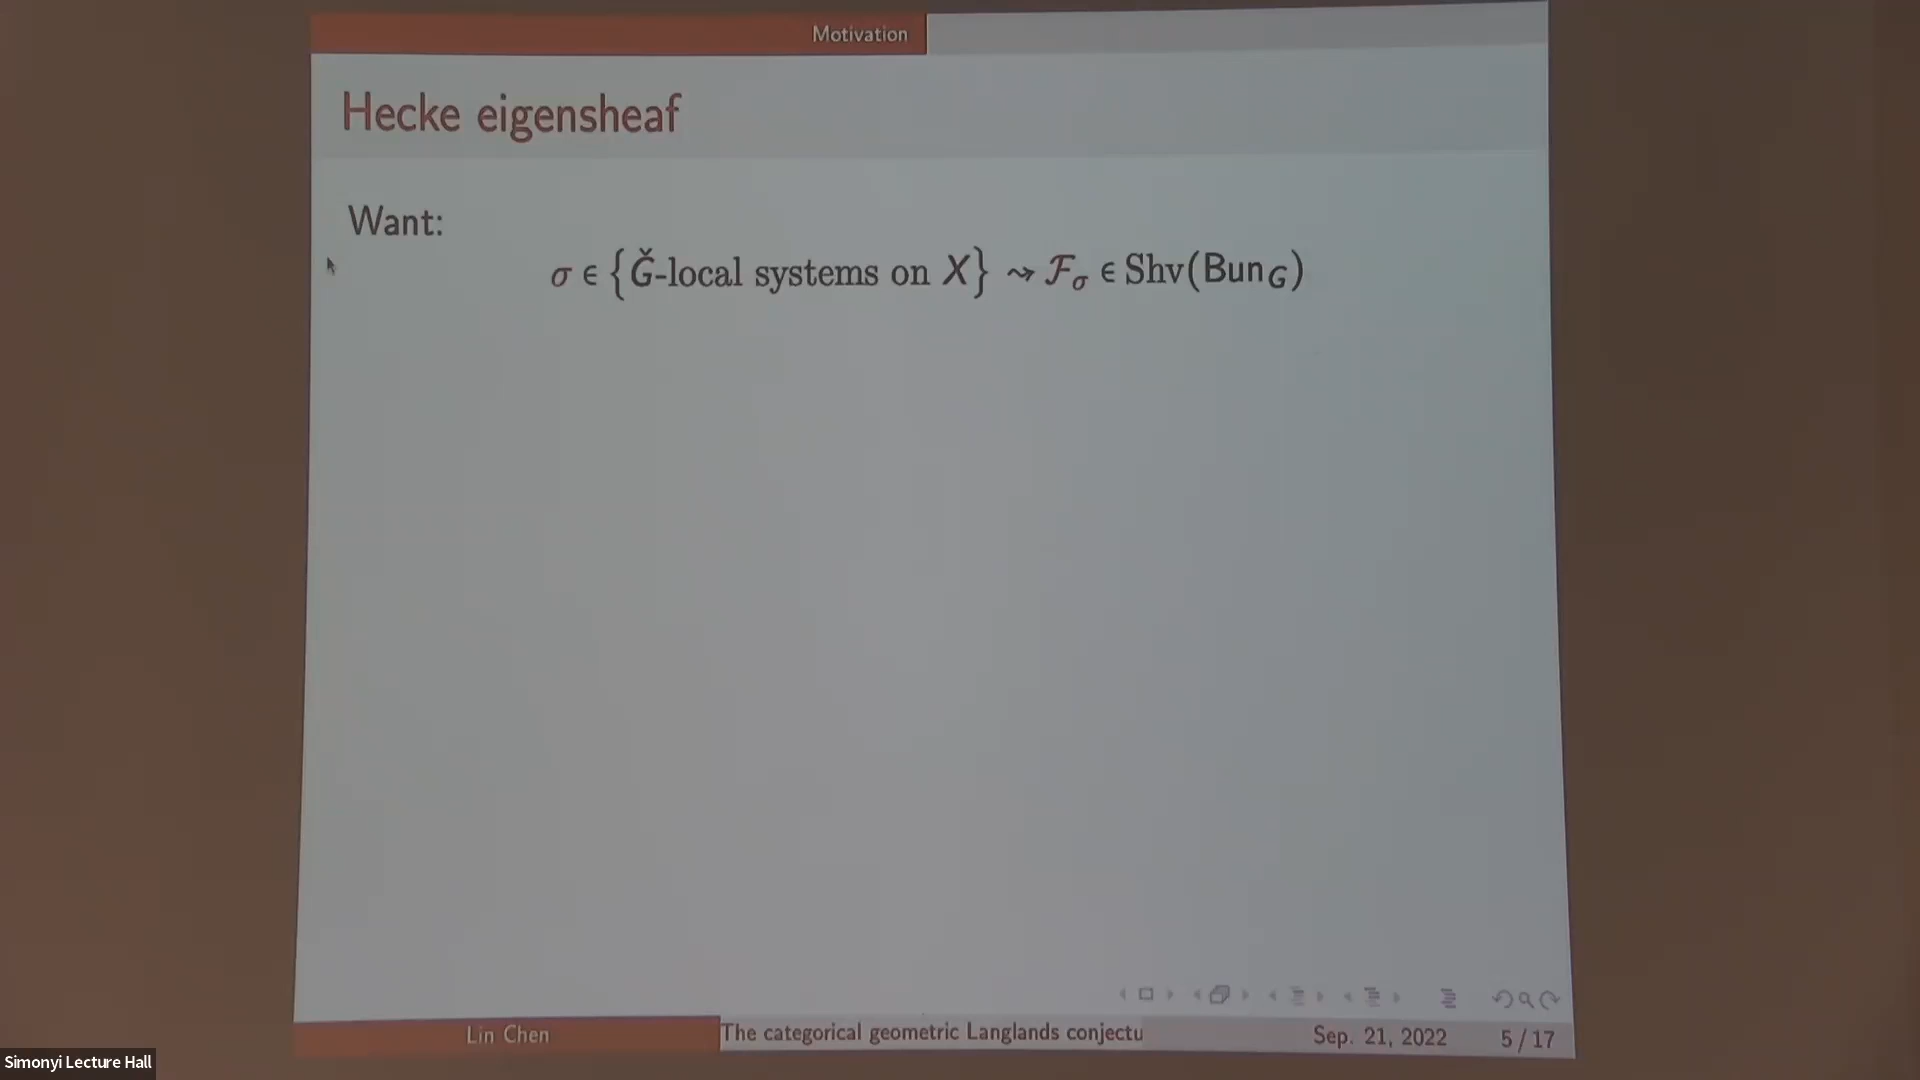 Motivation
Hecke eigensheaf
Want:
σ ∈ {Ǧ-local systems on X} ⇝ ℱ_σ ∈ Shv(Bun_G)
Lin Chen
The categorical geometric Langlands conjectu
Sep. 21, 2022
5 / 17
Simonyi Lecture Hall